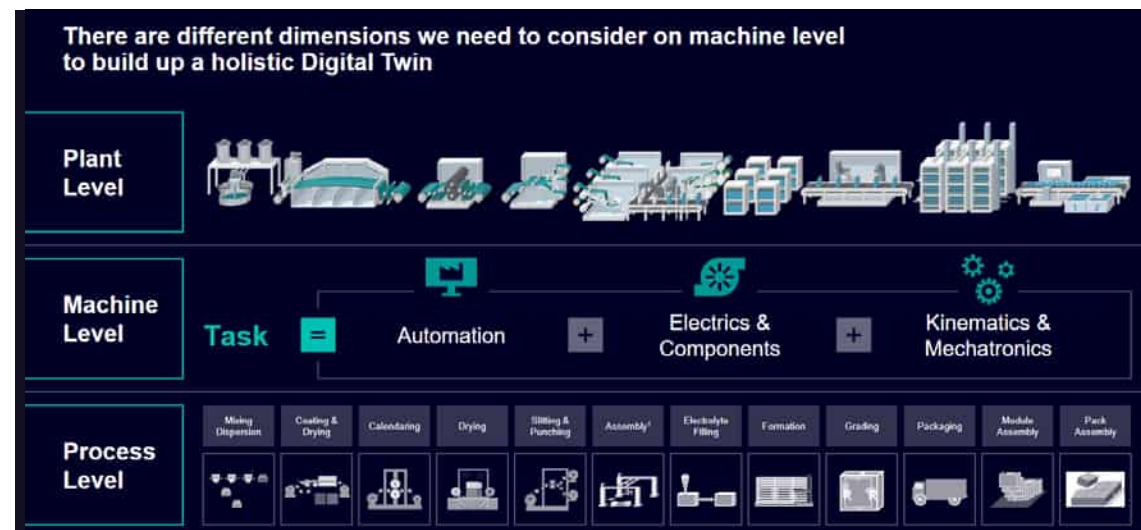 There are different dimensions we need to consider on machine level
to build up a holistic Digital Twin
Plant
Level
Machine
Level
Task
=
Automation
+
Electrics &
Components
+
Kinematics &
Mechatronics
Process
Level
Mixing
Dispersion
Coating &
Drying
Calendaring
Drying
Slitting &
Punching
Assembly¹
Electrolyte
Filling
Formation
Grading
Packaging
Module
Assembly
Pack
Assembly